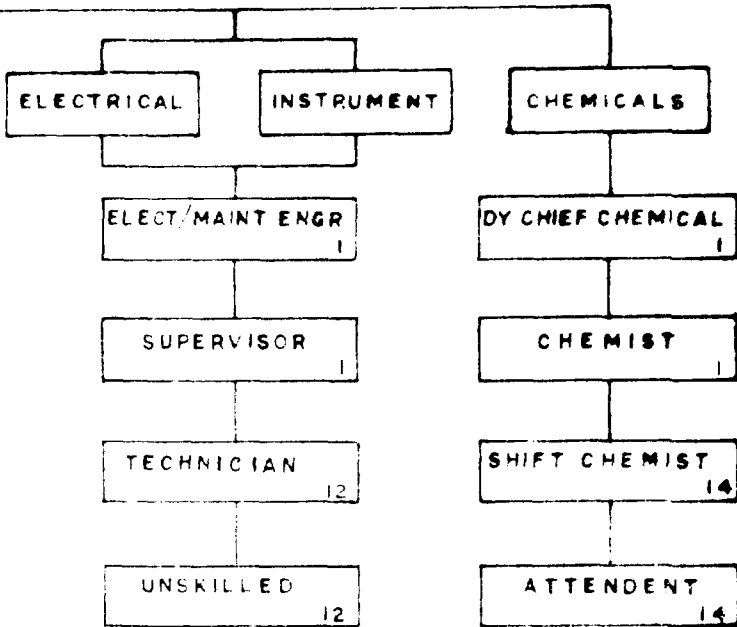 ELECTRICAL
INSTRUMENT
CHEMICALS
ELECT/MAINT ENGR
1
DY CHIEF CHEMICAL
1
SUPERVISOR
1
CHEMIST
1
TECHNICIAN
12
SHIFT CHEMIST
14
UNSKILLED
12
ATTENDENT
14